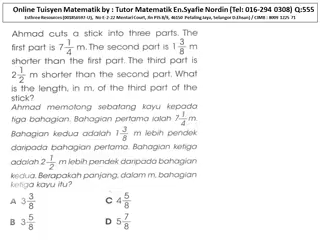 Online Tuisyen Matematik by : Tutor Matematik En.Syafie Nordin (Tel: 016-294 0308) Q:555
Ahmad cuts a stick into three parts. The
first part is 7 1/4 m. The second part is 1 3/8 m
shorter than the first part. The third part is
2 1/2 m shorter than the second part. What
is the length, in m. of the third part of the
stick?
Ahmad memotong sebatang kayu kepada
tiga bahagian. Bahagian pertama ialah 7 1/4 m.
Bahagian kedua adalah 1 3/8 m lebih pendek
daripada bahagian pertama. Bahagian ketiga
adalah 2 1/2 m lebih pendek daripada bahagian
kedua. Berapakah panjang, dalam m, bahagian
ketiga kayu itu?
A 3 3/8
C 4 5/8
B 3 5/8
D 5 7/8